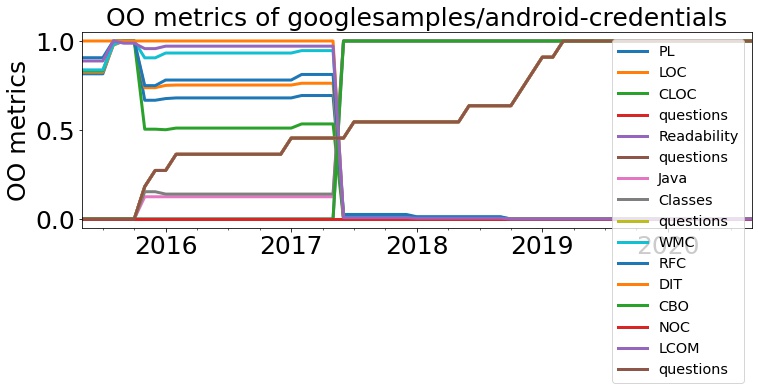 OO metrics of googlesamples/android-credentials
OO metrics
1.0
0.5
0.0
2016
2017
2018
2019
2020
PL
LOC
CLOC
questions
Readability
questions
Java
Classes
questions
WMC
RFC
DIT
CBO
NOC
LCOM
questions